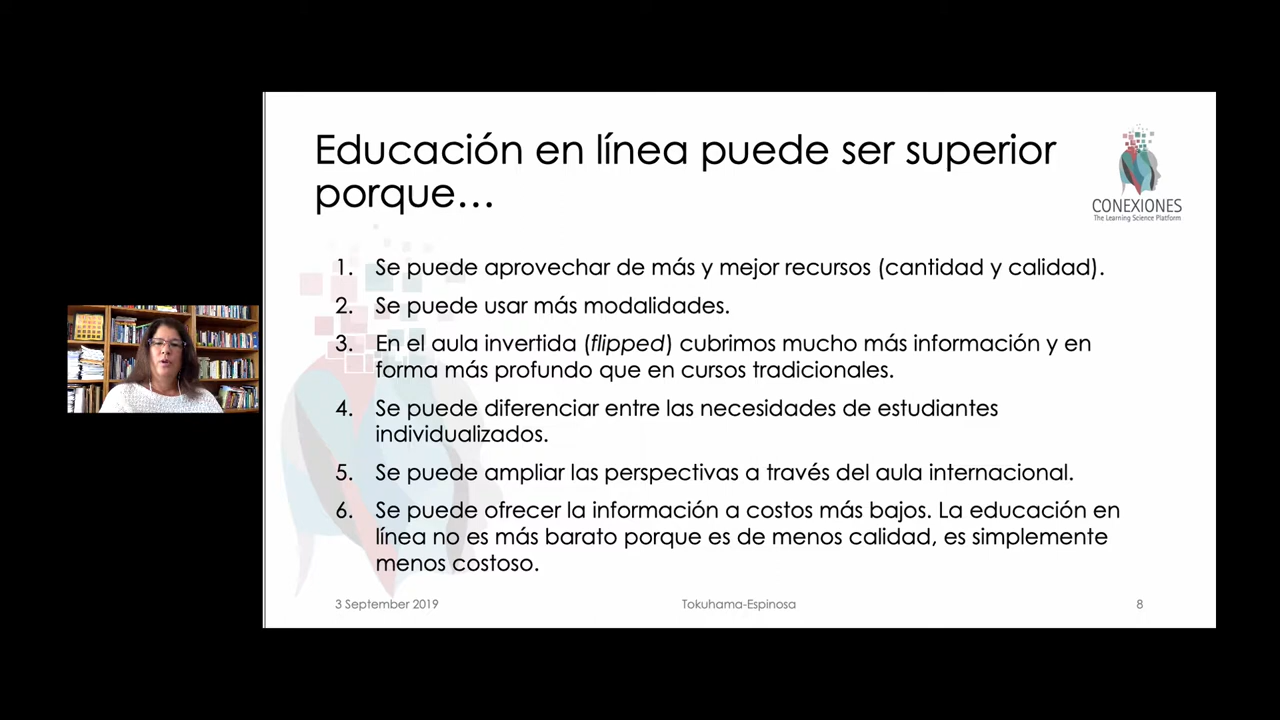 Educación en línea puede ser superior
porque…
CONEXIONES
The Learning Science Platform
1. Se puede aprovechar de más y mejor recursos (cantidad y calidad).
2. Se puede usar más modalidades.
3. En el aula invertida (flipped) cubrimos mucho más información y en
forma más profundo que en cursos tradicionales.
4. Se puede diferenciar entre las necesidades de estudiantes
individualizados.
5. Se puede ampliar las perspectivas a través del aula internacional.
6. Se puede ofrecer la información a costos más bajos. La educación en
línea no es más barato porque es de menos calidad, es simplemente
menos costoso.
3 September 2019
Tokuhama-Espinosa
8